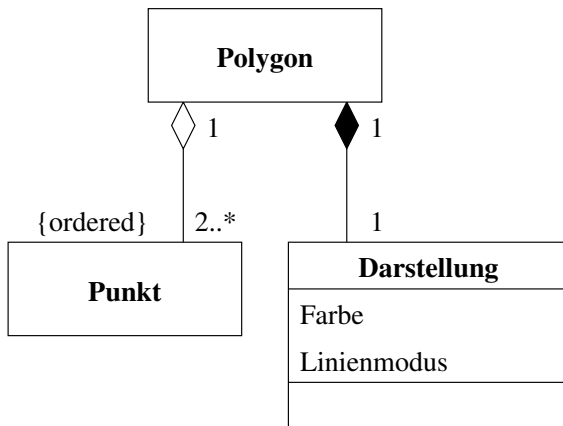 Polygon
1 1
{ordered} 2..* 1
Punkt
Darstellung
Farbe
Linienmodus